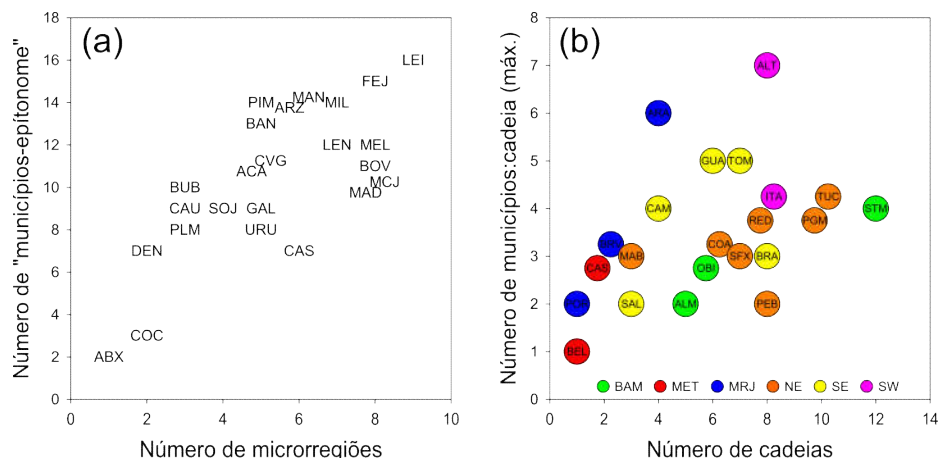 (a)
Número de "municípios-epítonome"
18
16
14
12
10
8
6
4
2
0
LEI
FEJ
PIM
MAN
ARZ
MIL
BAN
LEN
MEL
CVG
BOV
ACA
MCJ
BUB
MAD
CAU
SOJ
GAL
PLM
URU
DEN
CAS
COC
ABX
0 2 4 6 8 10
Número de microrregiões
(b)
Número de municípios:cadeia (máx.)
8
7
6
5
4
3
2
1
0
ALT
ARA
GUA
TOM
ITA
TUC
CAM
STM
RED
PGM
COA
MAB
SFX
BRA
CAS
OBI
SAL
ALM
PEB
BEL
BAM MET MRJ NE SE SW
0 2 4 6 8 10 12 14
Número de cadeias